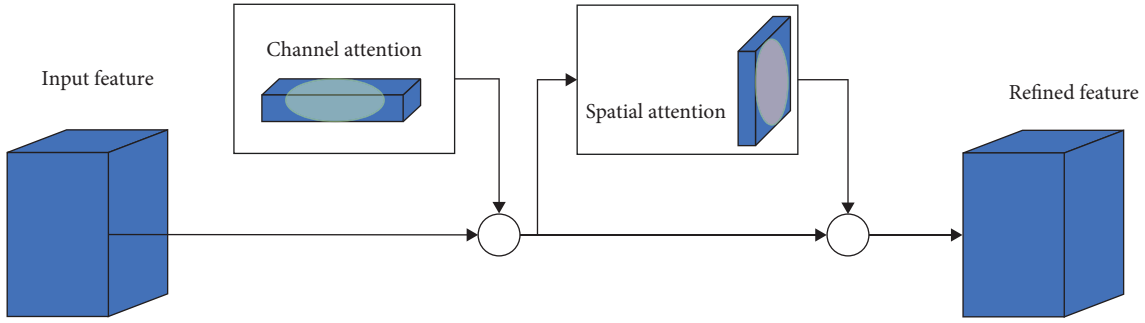 Input feature
Channel attention
Spatial attention
Refined feature